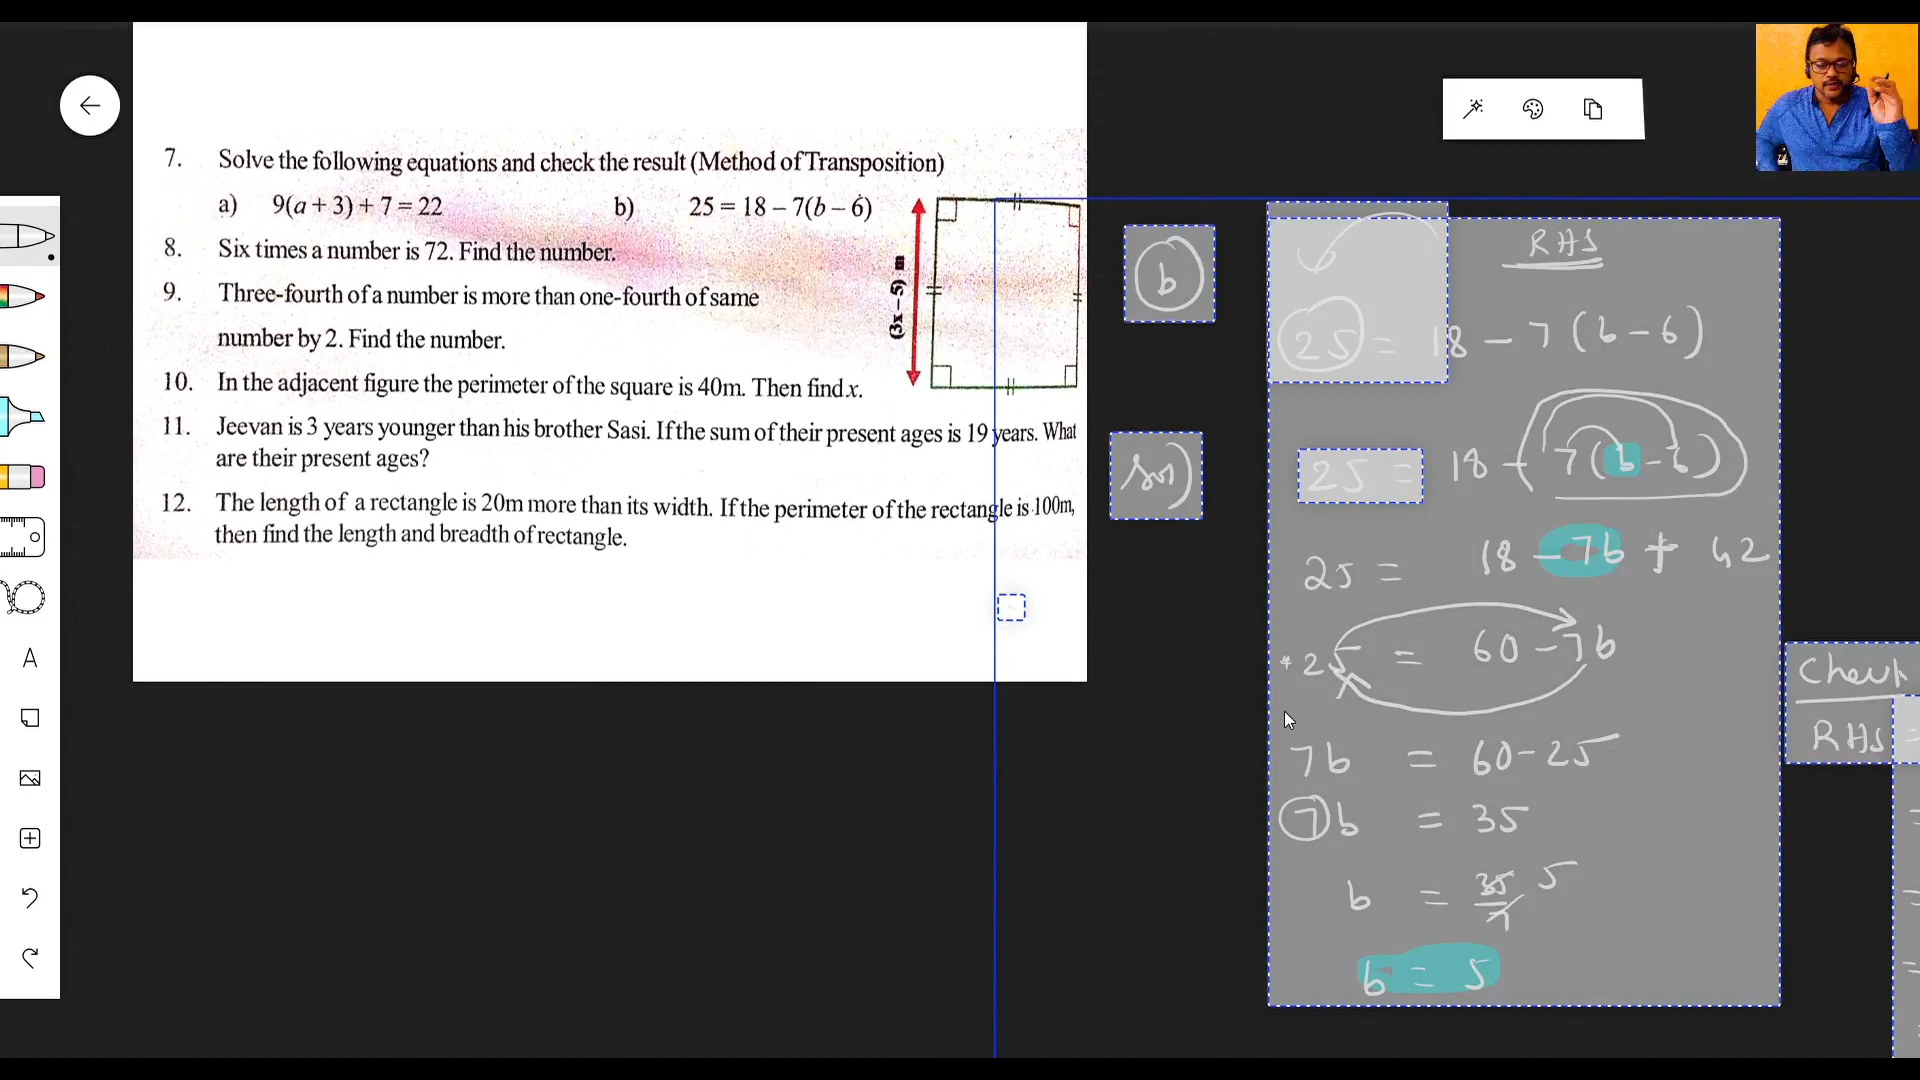 7. Solve the following equations and check the result (Method of Transposition)
a) 9(a + 3) + 7 = 22 b) 25 = 18 – 7(b – 6)
8. Six times a number is 72. Find the number.
9. Three-fourth of a number is more than one-fourth of same
number by 2. Find the number.
10. In the adjacent figure the perimeter of the square is 40m. Then find x.
11. Jeevan is 3 years younger than his brother Sasi. If the sum of their present ages is 19 years. What
are their present ages?
12. The length of a rectangle is 20m more than its width. If the perimeter of the rectangle is 100m,
then find the length and breadth of rectangle.
(3x – 5) m
A
b
RHS
25 = 18 – 7 (b – 6)
Sol)
25 = 18 – 7(b – 6)
25 = 18 – 7b + 42
+25 = 60 – 7b
7b = 60 – 25
7b = 35
b = 35/7 5
b = 5
Check
RHS =